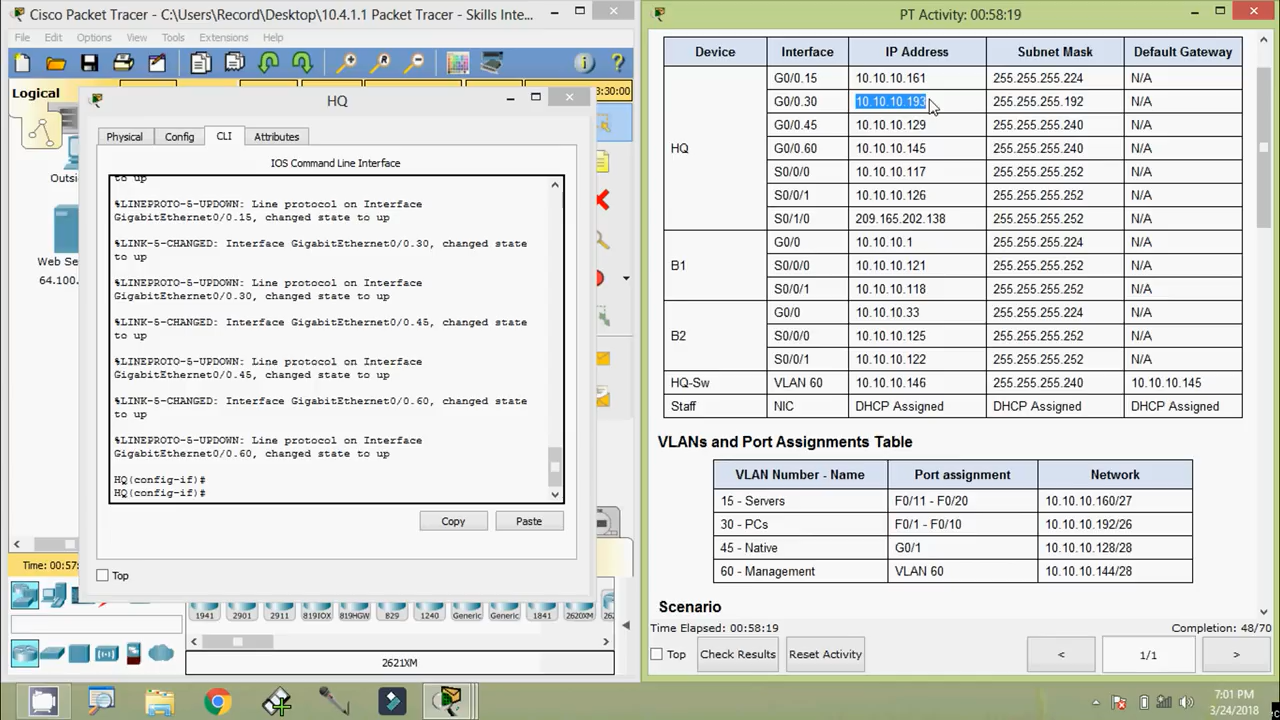 Cisco Packet Tracer - C:\Users\Record\Desktop\10.4.1.1 Packet Tracer - Skills Inte...
File Edit Options View Tools Extensions Help
Logical
3:30:00
HQ
Physical Config CLI Attributes
IOS Command Line Interface
to up
%LINEPROTO-5-UPDOWN: Line protocol on Interface
GigabitEthernet0/0.15, changed state to up
%LINK-5-CHANGED: Interface GigabitEthernet0/0.30, changed state
to up
%LINEPROTO-5-UPDOWN: Line protocol on Interface
GigabitEthernet0/0.30, changed state to up
%LINK-5-CHANGED: Interface GigabitEthernet0/0.45, changed state
to up
%LINEPROTO-5-UPDOWN: Line protocol on Interface
GigabitEthernet0/0.45, changed state to up
%LINK-5-CHANGED: Interface GigabitEthernet0/0.60, changed state
to up
%LINEPROTO-5-UPDOWN: Line protocol on Interface
GigabitEthernet0/0.60, changed state to up
HQ(config-if)#
HQ(config-if)#
Copy Paste
Top
Outsi
Web Se
64.100.
Time: 00:57:
1941 2901 2911 819IOX 819HGW 829 1240 Generic Generic 1841 2620XM 262
2621XM
PT Activity: 00:58:19
Device Interface IP Address Subnet Mask Default Gateway
HQ
G0/0.15 10.10.10.161 255.255.255.224 N/A
G0/0.30 10.10.10.193 255.255.255.192 N/A
G0/0.45 10.10.10.129 255.255.255.240 N/A
G0/0.60 10.10.10.145 255.255.255.240 N/A
S0/0/0 10.10.10.117 255.255.255.252 N/A
S0/0/1 10.10.10.126 255.255.255.252 N/A
S0/1/0 209.165.202.138 255.255.255.252 N/A
B1
G0/0 10.10.10.1 255.255.255.224 N/A
S0/0/0 10.10.10.121 255.255.255.252 N/A
S0/0/1 10.10.10.118 255.255.255.252 N/A
B2
G0/0 10.10.10.33 255.255.255.224 N/A
S0/0/0 10.10.10.125 255.255.255.252 N/A
S0/0/1 10.10.10.122 255.255.255.252 N/A
HQ-Sw VLAN 60 10.10.10.146 255.255.255.240 10.10.10.145
Staff NIC DHCP Assigned DHCP Assigned DHCP Assigned
VLANs and Port Assignments Table
VLAN Number - Name Port assignment Network
15 - Servers F0/11 - F0/20 10.10.10.160/27
30 - PCs F0/1 - F0/10 10.10.10.192/26
45 - Native G0/1 10.10.10.128/28
60 - Management VLAN 60 10.10.10.144/28
Scenario
Time Elapsed: 00:58:19 Completion: 48/70
Top Check Results Reset Activity < 1/1 >
7:01 PM
3/24/2018